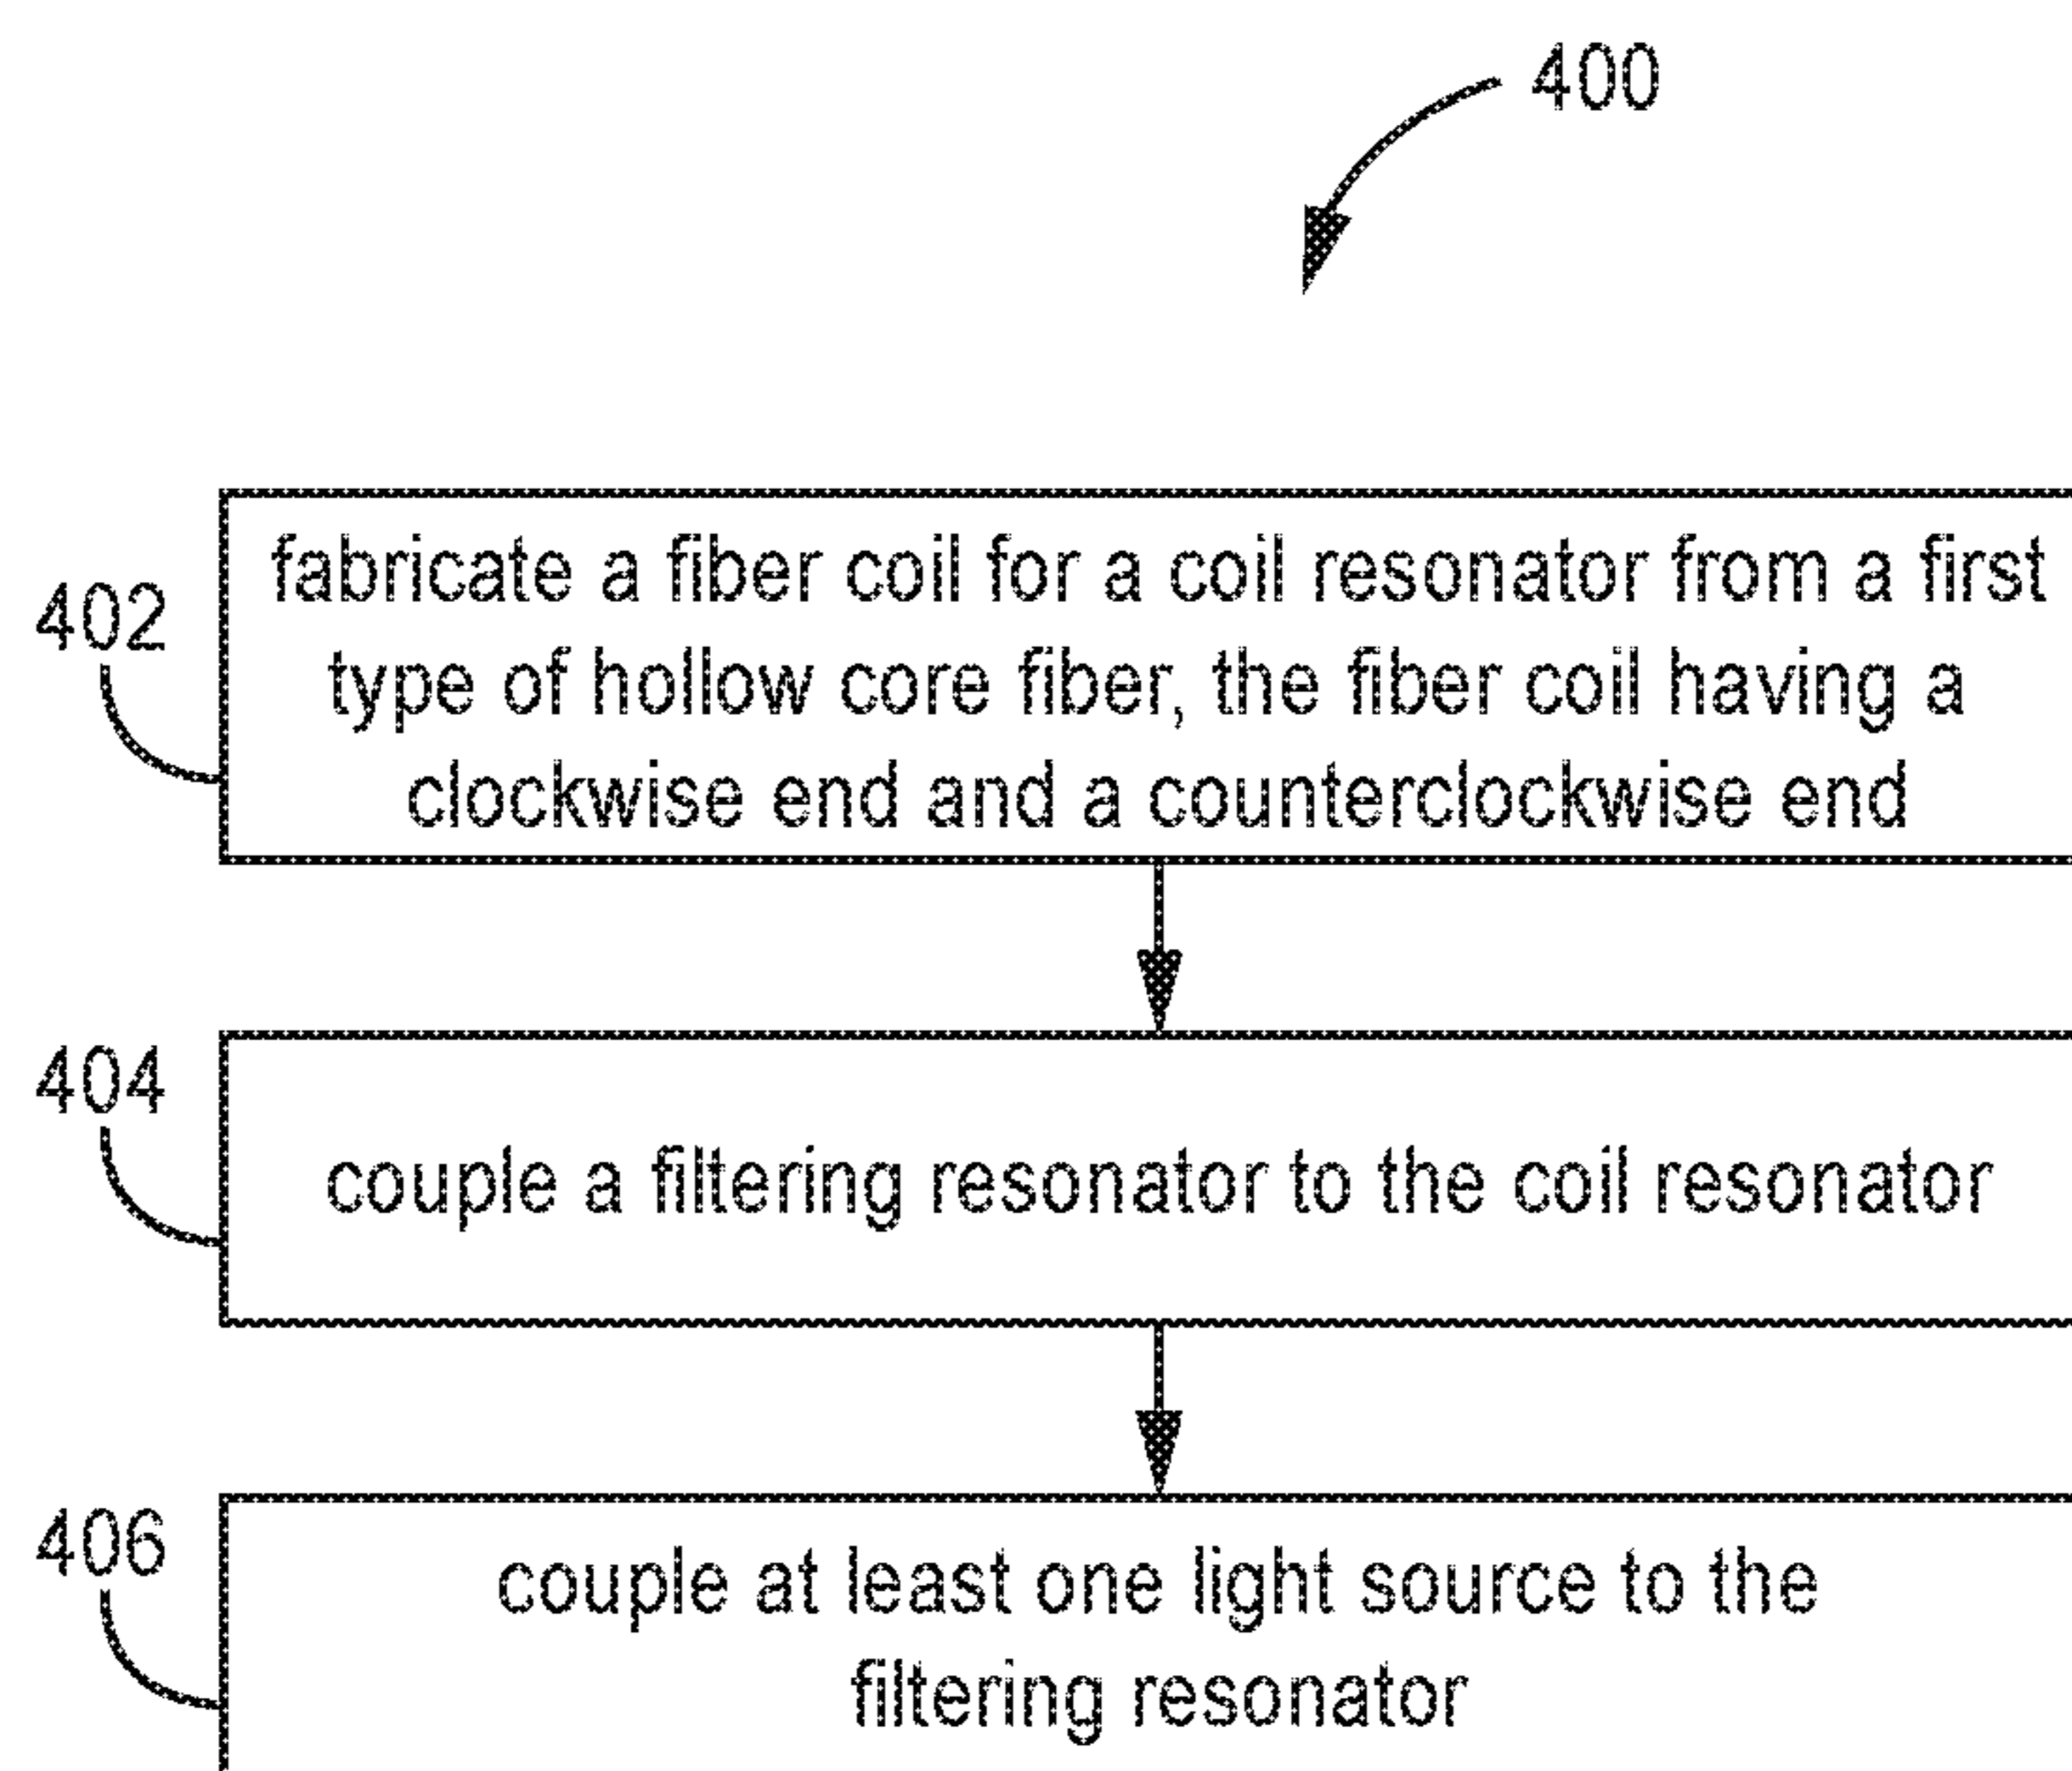 400
402
fabricate a fiber coil for a coil resonator from a first
type of hollow core fiber, the fiber coil having a
clockwise end and a counterclockwise end
404
couple a filtering resonator to the coil resonator
406
couple at least one light source to the
filtering resonator